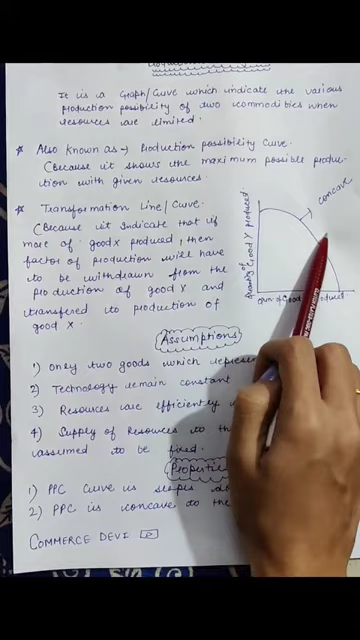 It is a Graph/Curve which indicate the various
production possibility of two commodities when
resources are limited.
* Also known as → Production possibility Curve.
(Because it shows the maximum possible produc-
tion with given resources.
* Transformation Line/Curve.
(Because it Indicate that if
more of good X produced, then
factor of production will have
to be withdrawn from the
production of good Y and
transfered to production of
good X.
concave
Quantity of Good Y produced
Good
Produced
Assumptions
1) Only two goods which represen
2) Technology remain constant
3) Resources are efficiently
4) Supply of Resources to th
assumed to be fixed.
Propertie
1) PPC Curve is slopes
2) PPC is concave to the
COMMERCE DEVI